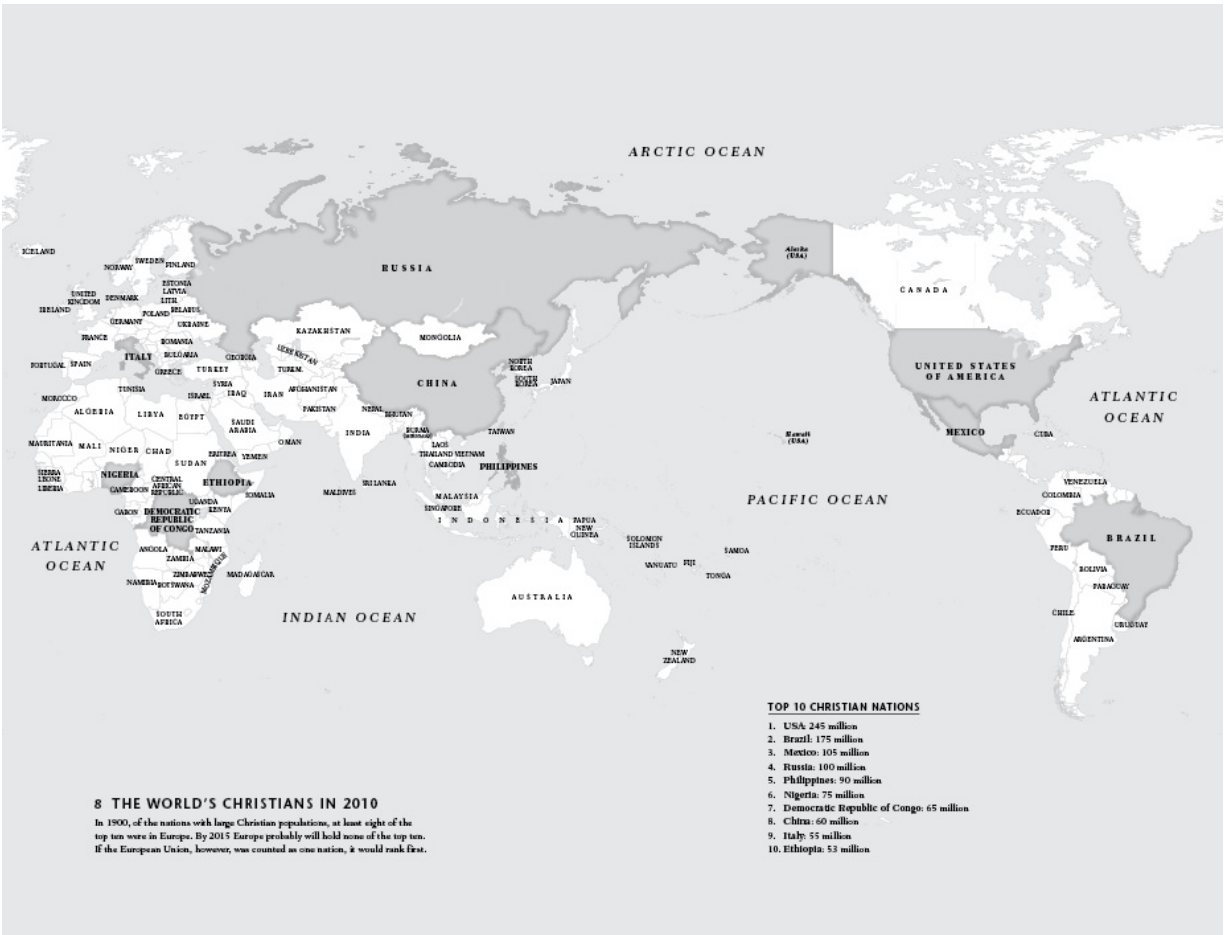 ARCTIC OCEAN
ICELAND
NORWAY
SWEDEN
FINLAND
ESTONIA
LATVIA
LITH.
UNITED
KINGDOM
DENMARK
IRELAND
POLAND
BELARUS
GERMANY
UKRAINE
FRANCE
ROMANIA
ITALY
BULGARIA
GEORGIA
PORTUGAL
SPAIN
GREECE
TURKEY
RUSSIA
KAZAKHSTAN
MONGOLIA
UZBEKISTAN
TURKM.
CHINA
NORTH
KOREA
SOUTH
KOREA
JAPAN
Alaska
(USA)
CANADA
UNITED STATES
OF AMERICA
ATLANTIC
OCEAN
MEXICO
CUBA
Hawaii
(USA)
TUNISIA
MOROCCO
SYRIA
ISRAEL
IRAQ
IRAN
AFGHANISTAN
ALGERIA
LIBYA
EGYPT
PAKISTAN
NEPAL
BHUTAN
SAUDI
ARABIA
INDIA
BURMA
TAIWAN
LAOS
OMAN
MAURITANIA
MALI
NIGER
CHAD
SUDAN
ERITREA
YEMEN
THAILAND
VIETNAM
CAMBODIA
PHILIPPINES
SIERRA
LEONE
LIBERIA
NIGERIA
CAMEROON
CENTRAL
AFRICAN
REPUBLIC
ETHIOPIA
SOMALIA
UGANDA
KENYA
MALDIVES
SRI LANKA
MALAYSIA
SINGAPORE
INDONESIA
PAPUA
NEW
GUINEA
GABON
DEMOCRATIC
REPUBLIC
OF CONGO
TANZANIA
PACIFIC OCEAN
VENEZUELA
COLOMBIA
ECUADOR
BRAZIL
PERU
BOLIVIA
PARAGUAY
CHILE
URUGUAY
ARGENTINA
ATLANTIC
OCEAN
ANGOLA
MALAWI
ZAMBIA
ZIMBABWE
MOZAMBIQUE
NAMIBIA
BOTSWANA
MADAGASCAR
SOUTH
AFRICA
INDIAN OCEAN
SOLOMON
ISLANDS
VANUATU
FIJI
SAMOA
TONGA
AUSTRALIA
NEW
ZEALAND
TOP 10 CHRISTIAN NATIONS
1. USA: 245 million
2. Brazil: 175 million
3. Mexico: 105 million
4. Russia: 100 million
5. Philippines: 90 million
6. Nigeria: 75 million
7. Democratic Republic of Congo: 65 million
8. China: 60 million
9. Italy: 55 million
10. Ethiopia: 53 million
8 THE WORLD'S CHRISTIANS IN 2010
In 1900, of the nations with large Christian populations, at least eight of the
top ten were in Europe. By 2015 Europe probably will hold none of the top ten.
If the European Union, however, was counted as one nation, it would rank first.